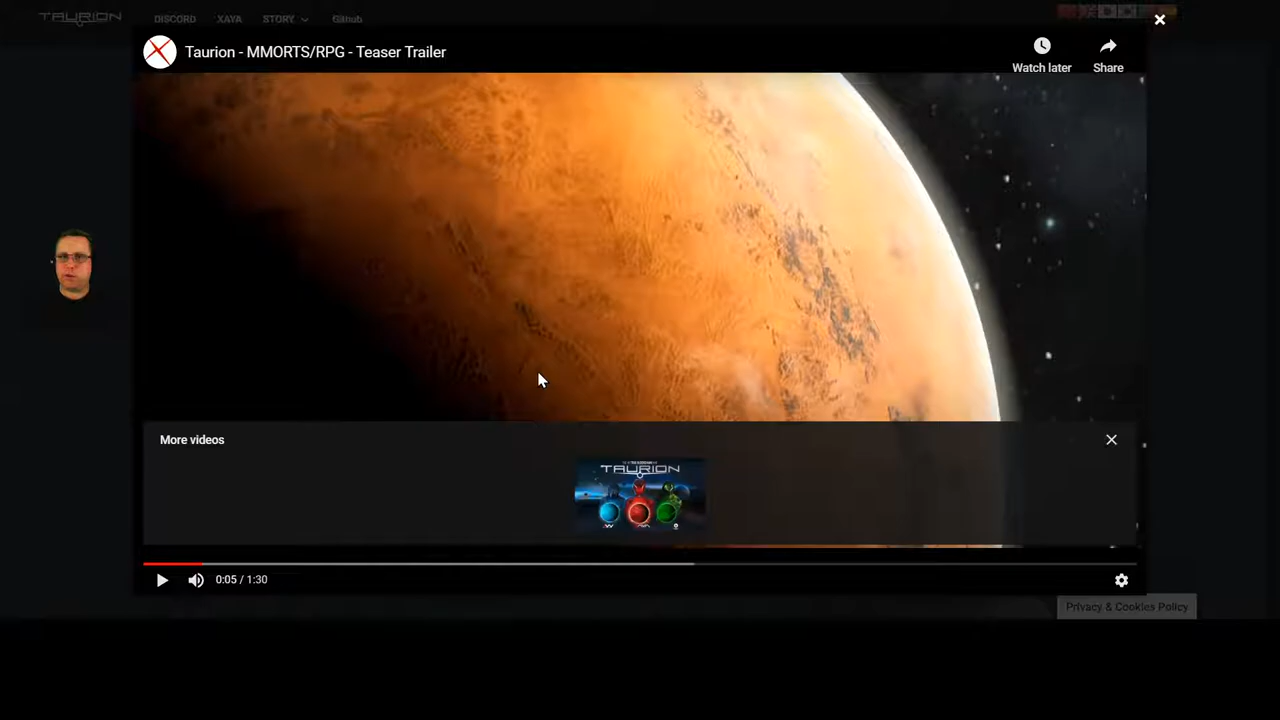 TAURION
DISCORD XAYA STORY Github
Taurion - MMORTS/RPG - Teaser Trailer
Watch later
Share
More videos
TAURION
0:05 / 1:30
Privacy & Cookies Policy